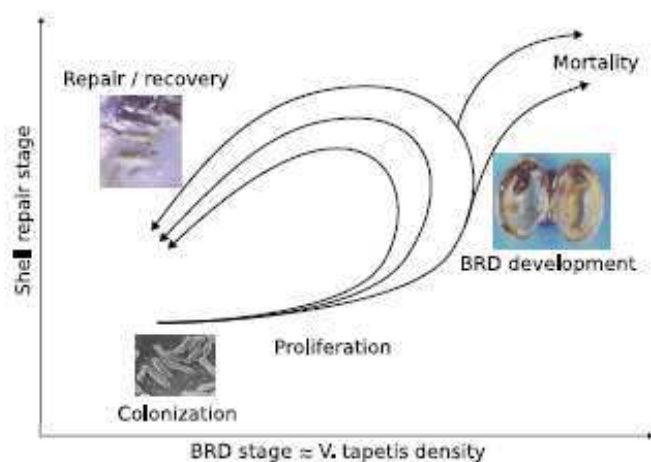 Repair / recovery
Mortality
Shell repair stage
BRD development
Proliferation
Colonization
BRD stage ≈ V. tapetis density